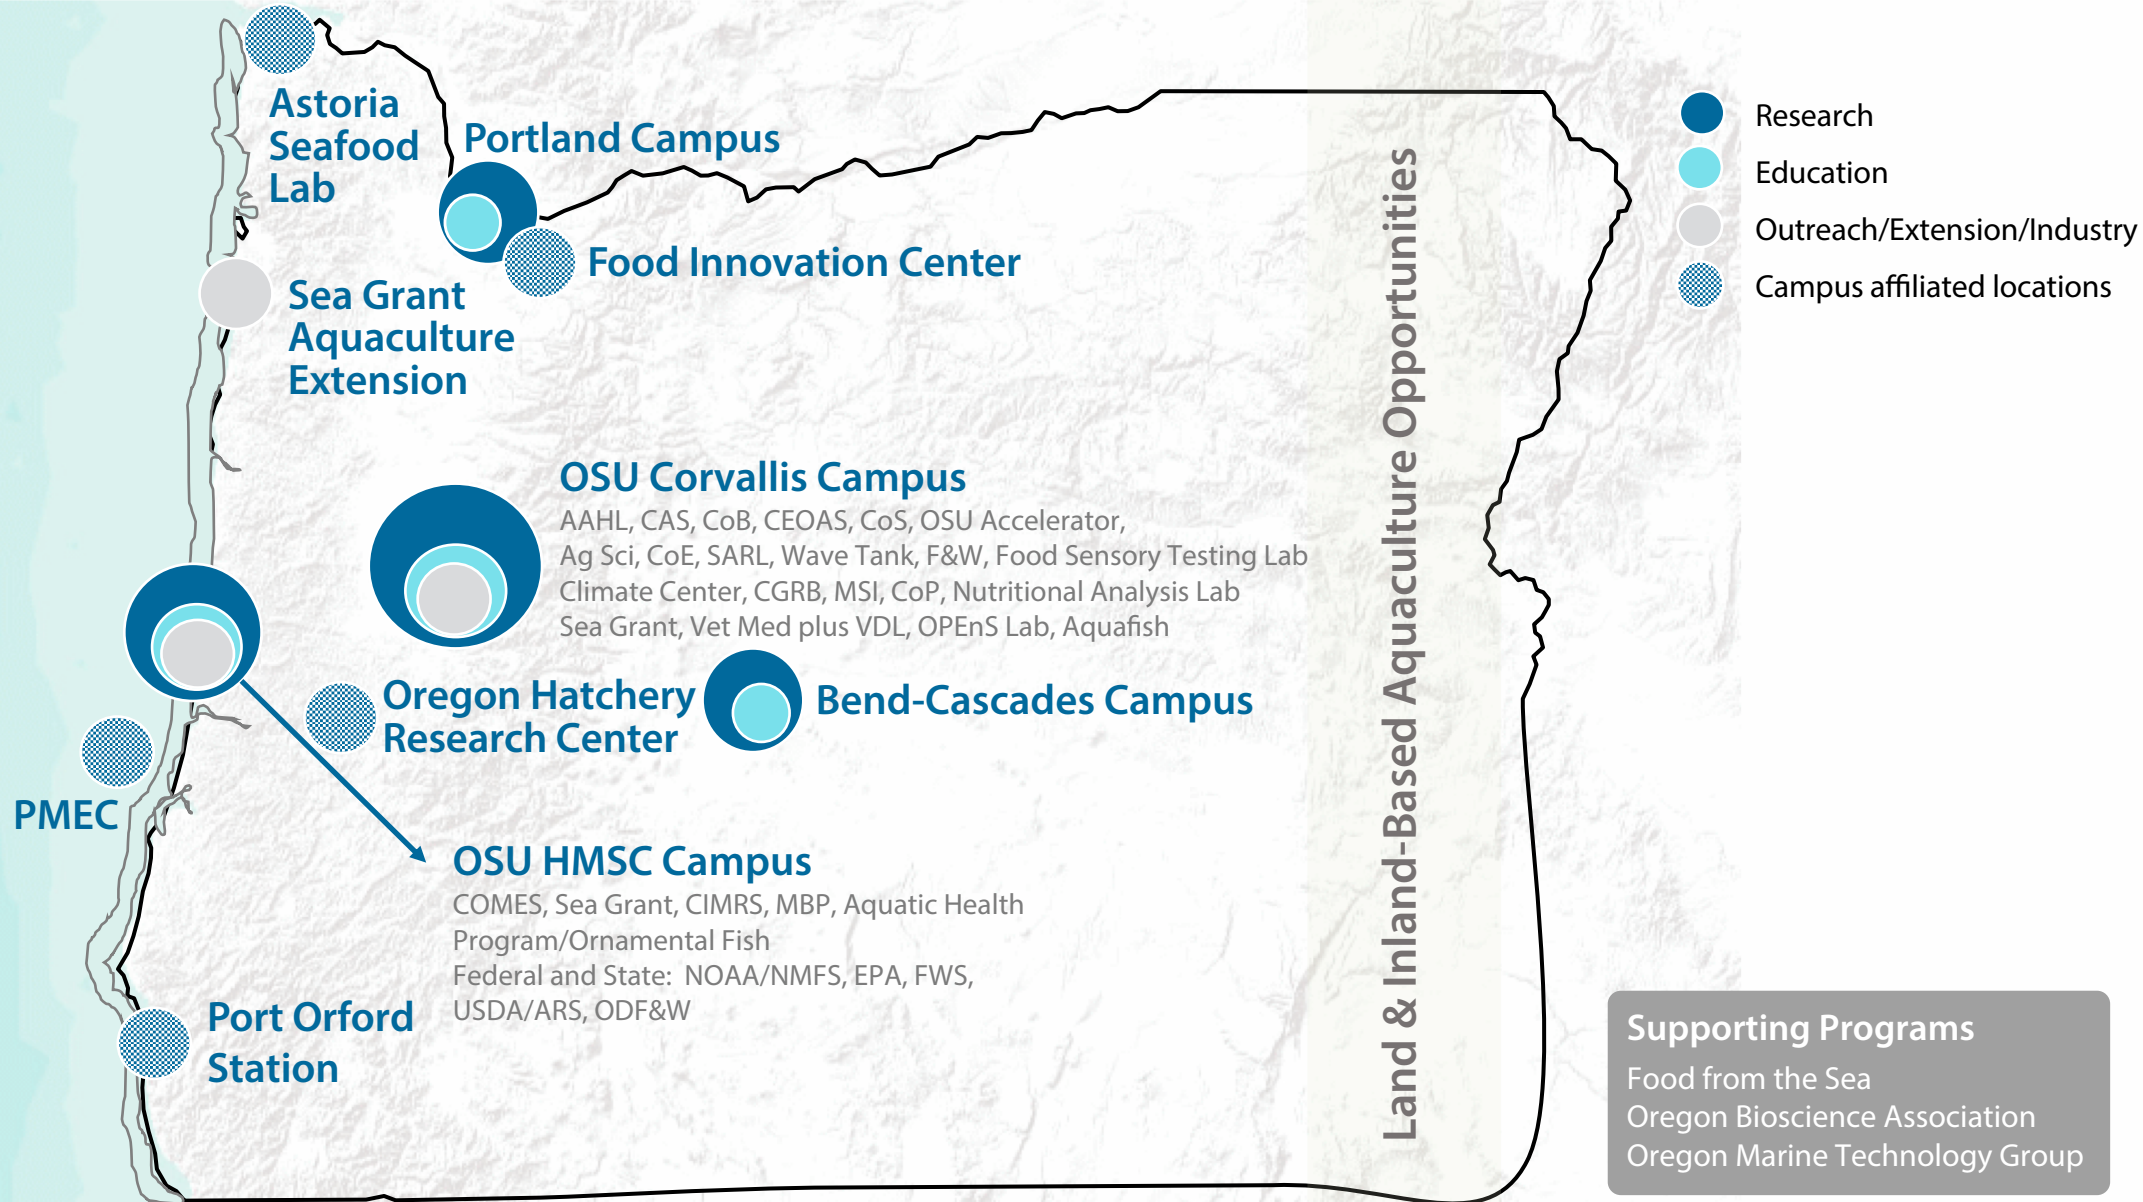 Astoria
Seafood
Lab
Portland Campus
Food Innovation Center
Sea Grant
Aquaculture
Extension
OSU Corvallis Campus
AAHL, CAS, CoB, CEOAS, CoS, OSU Accelerator,
Ag Sci, CoE, SARL, Wave Tank, F&W, Food Sensory Testing Lab
Climate Center, CGRB, MSI, CoP, Nutritional Analysis Lab
Sea Grant, Vet Med plus VDL, OPEnS Lab, Aquafish
Oregon Hatchery
Research Center
Bend-Cascades Campus
PMEC
OSU HMSC Campus
COMES, Sea Grant, CIMRS, MBP, Aquatic Health
Program/Ornamental Fish
Federal and State:  NOAA/NMFS, EPA, FWS,
USDA/ARS, ODF&W
Port Orford
Station
Land & Inland-Based Aquaculture Opportunities
Research
Education
Outreach/Extension/Industry
Campus affiliated locations
Supporting Programs
Food from the Sea
Oregon Bioscience Association
Oregon Marine Technology Group